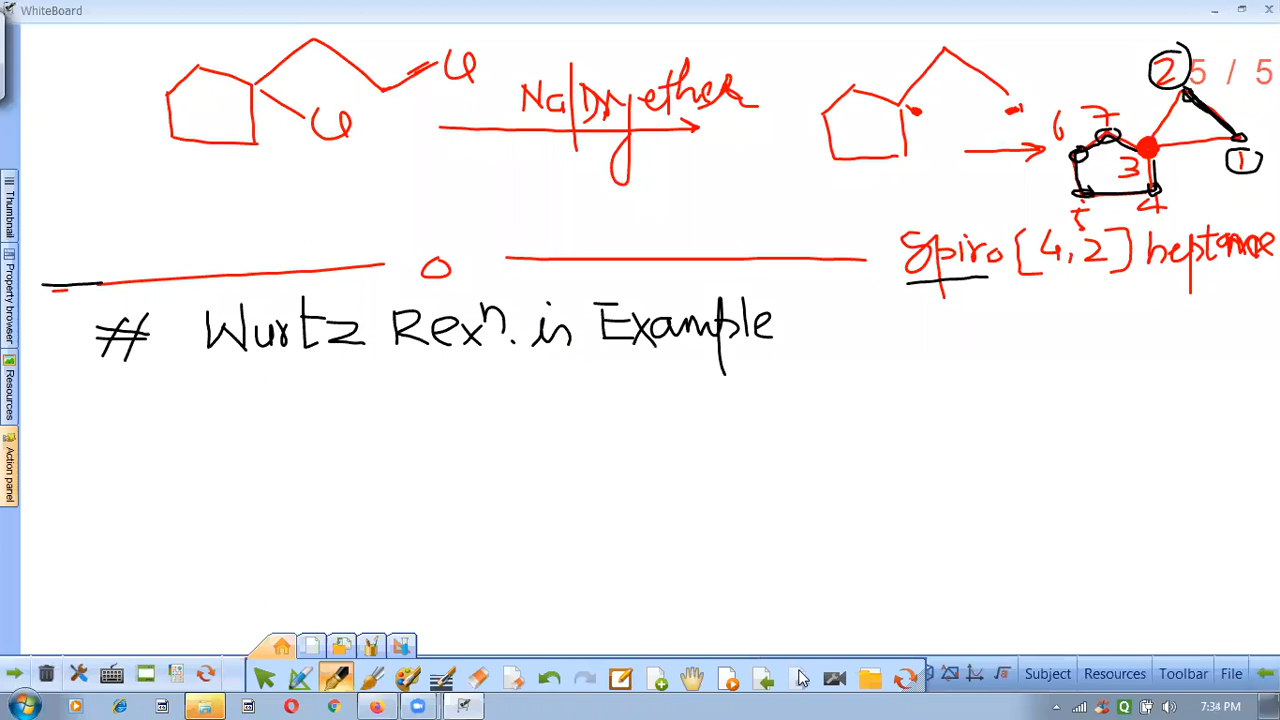 WhiteBoard
Cl
Cl
Na/Dry ether
2
5 / 5
6
7
1
3
5
4
Spiro [4,2] heptane
# Wurtz Rexn. is Example
Thumbnail
Property browser
Resources
Action panel
Subject
Resources
Toolbar
File
7:34 PM